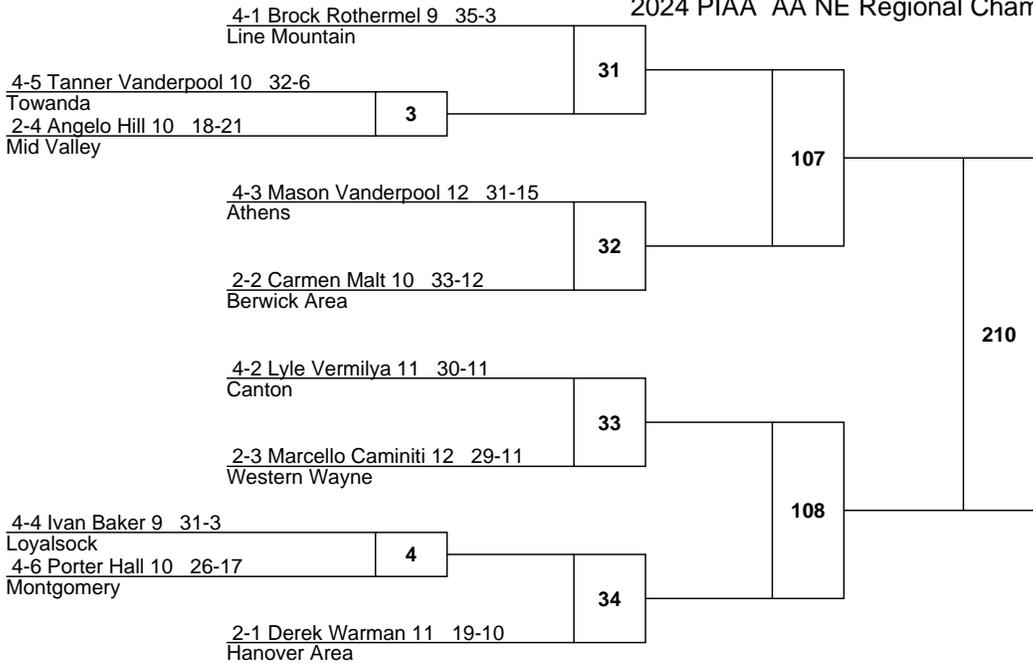 2024 PIAA AA NE Regional Cham
4-1 Brock Rothermel 9 35-3
Line Mountain
31
4-5 Tanner Vanderpool 10 32-6
Towanda
3
2-4 Angelo Hill 10 18-21
Mid Valley
107
4-3 Mason Vanderpool 12 31-15
Athens
32
2-2 Carmen Malt 10 33-12
Berwick Area
210
4-2 Lyle Vermilya 11 30-11
Canton
33
2-3 Marcello Caminiti 12 29-11
Western Wayne
108
4-4 Ivan Baker 9 31-3
Loyalsock
4
4-6 Porter Hall 10 26-17
Montgomery
34
2-1 Derek Warman 11 19-10
Hanover Area